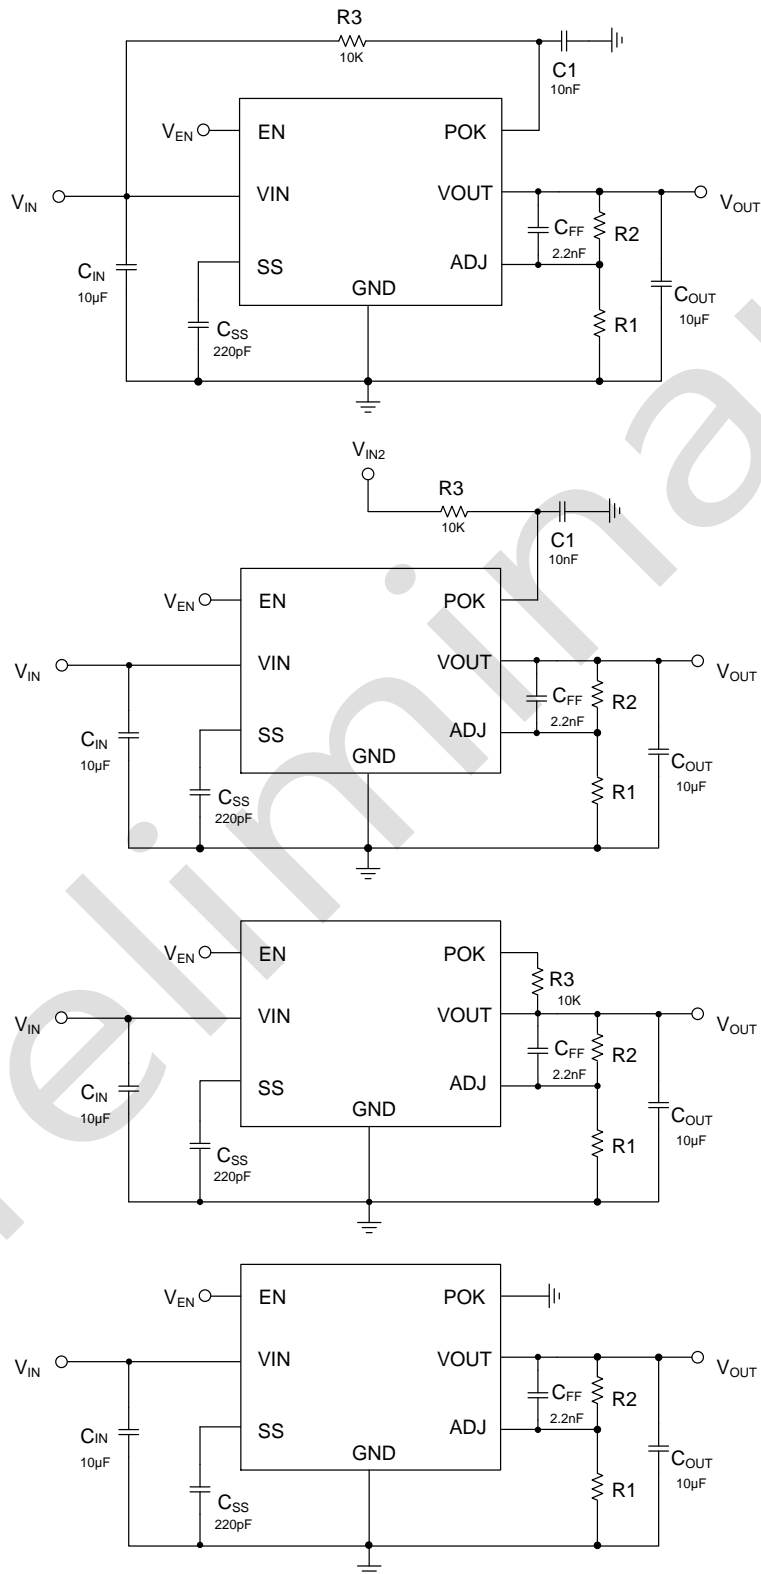 R3
10K
C1
10nF
VEN
EN
POK
VIN
VIN
VOUT
VOUT
CFF
2.2nF
R2
CIN
10µF
SS
ADJ
GND
COUT
10µF
CSS
220pF
R1
VIN2
R3
10K
C1
10nF
VEN
EN
POK
VIN
VIN
VOUT
VOUT
CFF
2.2nF
R2
CIN
10µF
SS
ADJ
GND
COUT
10µF
CSS
220pF
R1
VEN
EN
POK
R3
10K
VIN
VIN
VOUT
VOUT
CFF
2.2nF
R2
CIN
10µF
SS
ADJ
GND
COUT
10µF
CSS
220pF
R1
VEN
EN
POK
VIN
VIN
VOUT
VOUT
CFF
2.2nF
R2
CIN
10µF
SS
ADJ
GND
COUT
10µF
CSS
220pF
R1
elimina